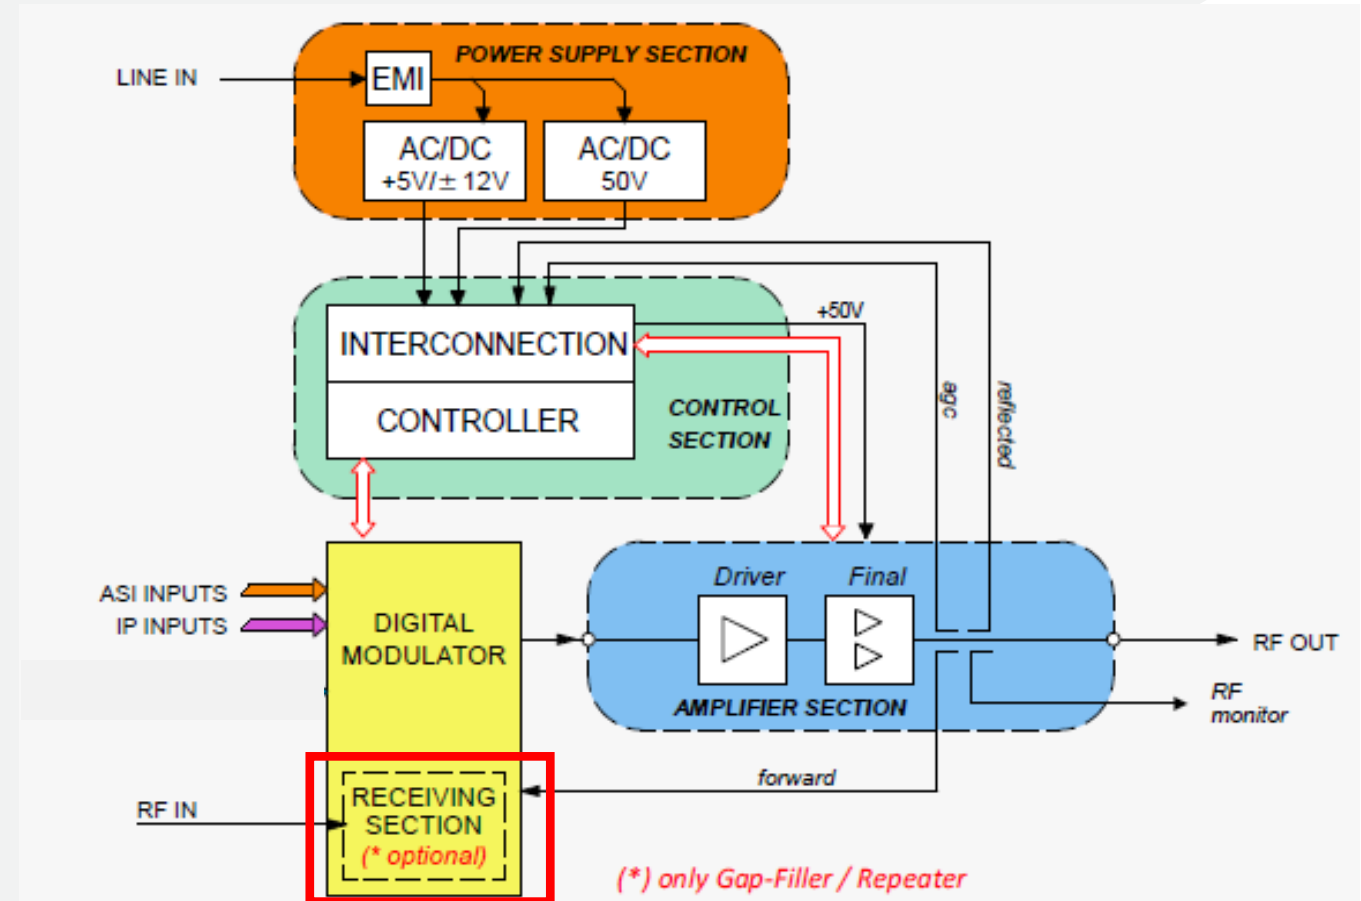 POWER SUPPLY SECTION
LINE IN
EMI
AC/DC
+5V/± 12V
AC/DC
50V
+50V
INTERCONNECTION
CONTROLLER
CONTROL
SECTION
agc
reflected
ASI INPUTS
IP INPUTS
DIGITAL
MODULATOR
Driver
Final
AMPLIFIER SECTION
RF OUT
RF
monitor
forward
RF IN
RECEIVING
SECTION
(* optional)
(*) only Gap-Filler / Repeater